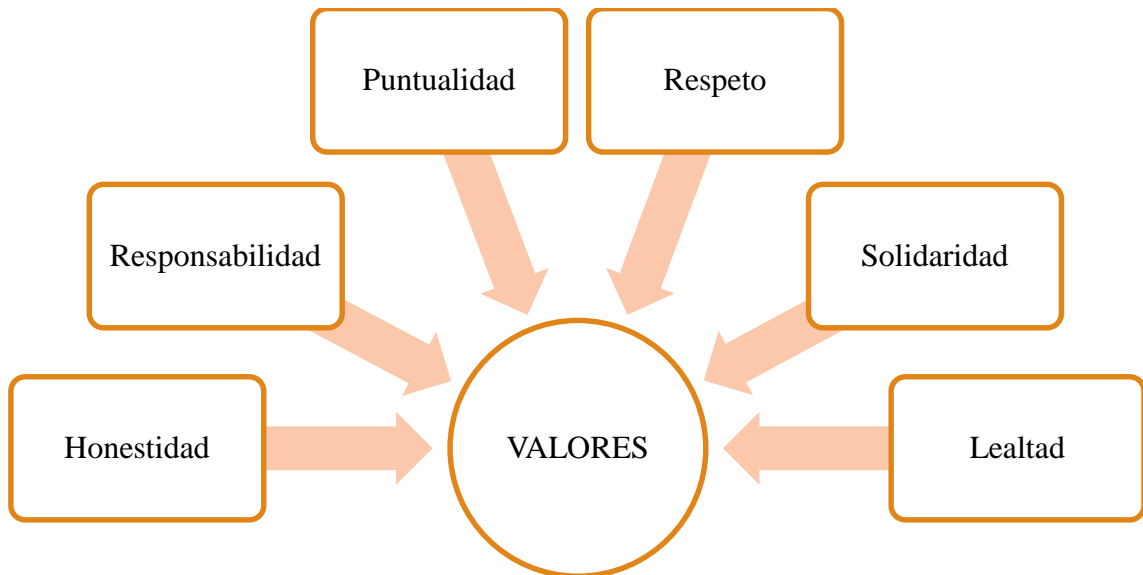 Puntualidad
Respeto
Responsabilidad
Solidaridad
Honestidad
VALORES
Lealtad